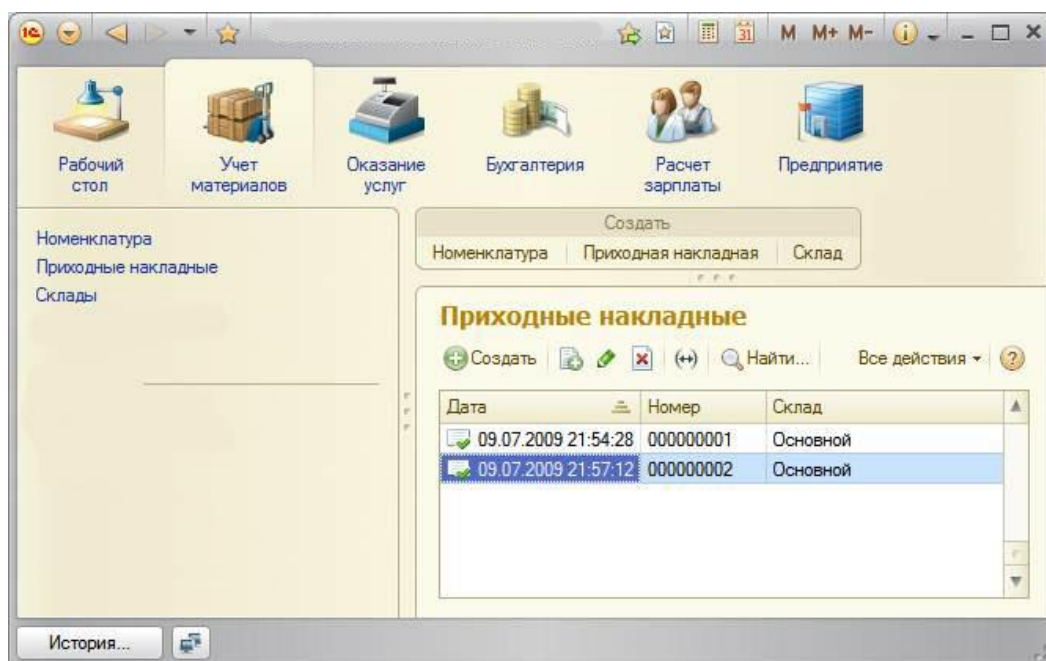 1С 31 M M+ M-
Рабочий
стол
Учет
материалов
Оказание
услуг
Бухгалтерия
Расчет
зарплаты
Предприятие
Номенклатура
Приходные накладные
Склады
Создать
Номенклатура Приходная накладная Склад
Приходные накладные
Создать Найти... Все действия ?
Дата Номер Склад
09.07.2009 21:54:28 000000001 Основной
09.07.2009 21:57:12 000000002 Основной
История...